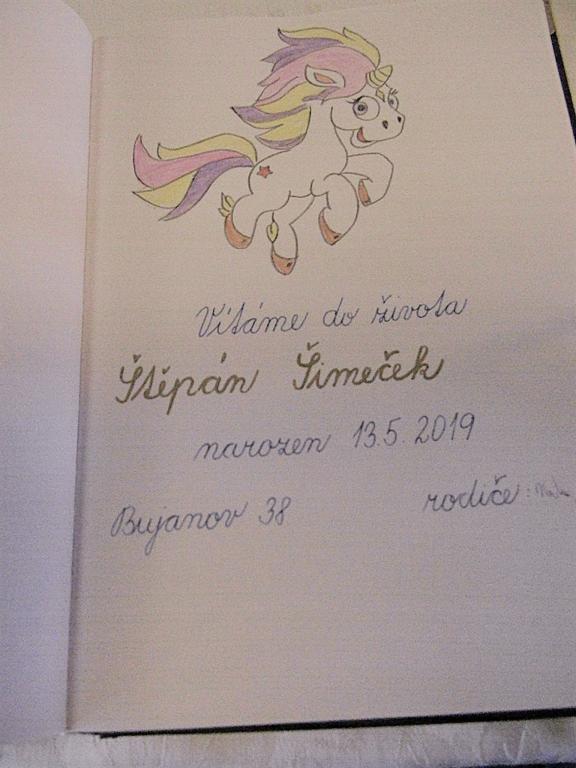 Vítáme do života
Štěpán Šimeček
narozen 13.5.2019
Bujanov 38 rodiče: